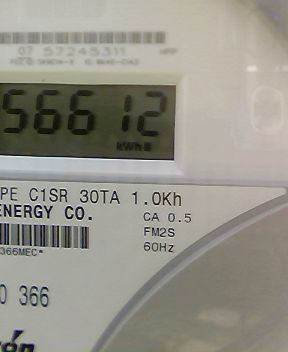 07 57245311
56612
kWh
PE C1SR 30TA 1.0Kh
ENERGY CO.
CA 0.5
FM2S
60Hz
366MEC*
0 366